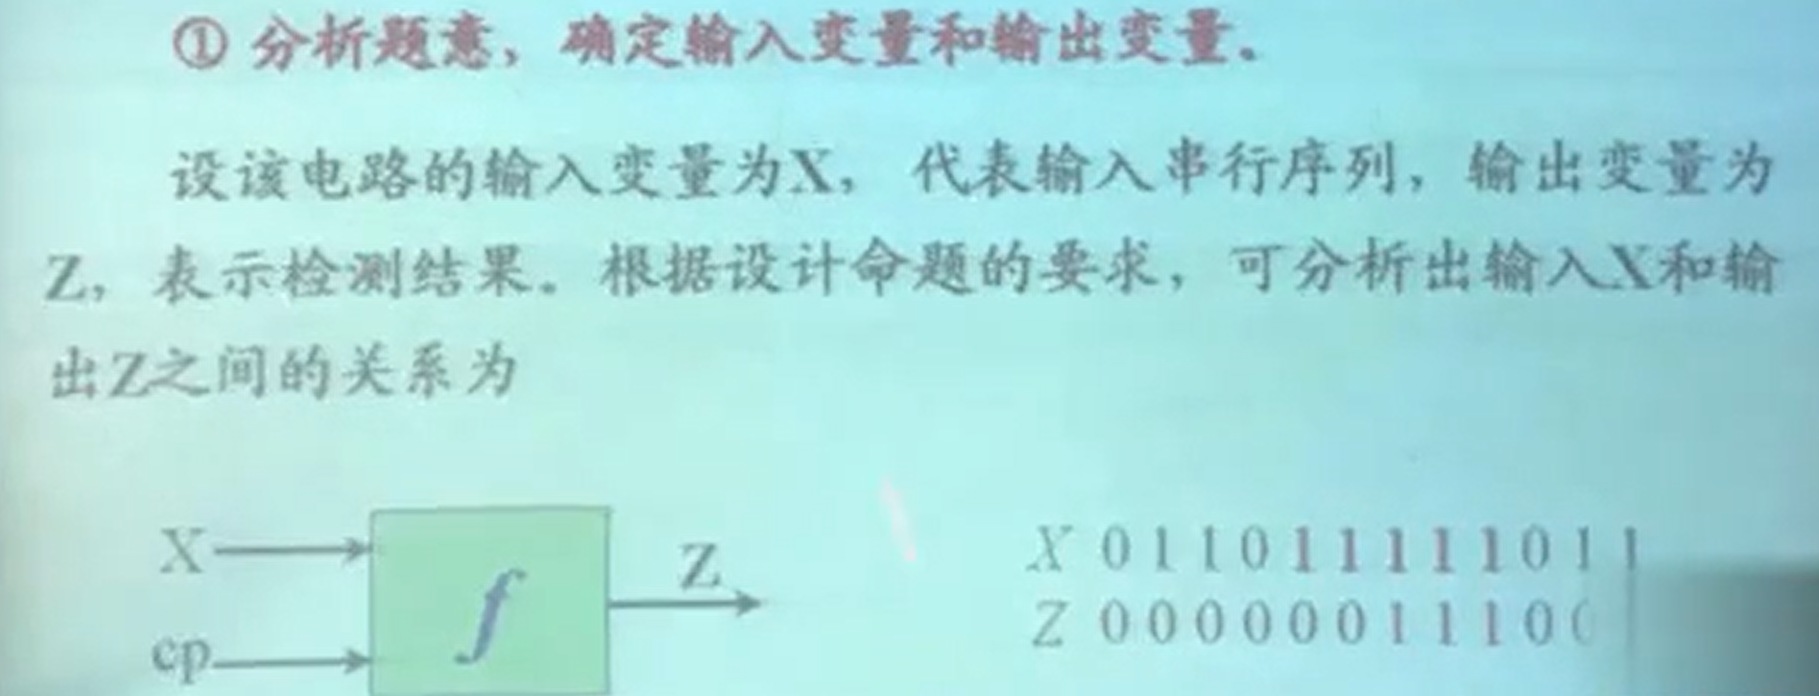 ① 分析题意，确定输入变量和输出变量。
设该电路的输入变量为X，代表输入串行序列，输出变量为
Z，表示检测结果。根据设计命题的要求，可分析出输入X和输
出Z之间的关系为
X
cp
f
Z
X 0 1 1 0 1 1 1 1 1 0 1 1
Z 0 0 0 0 0 0 1 1 1 0